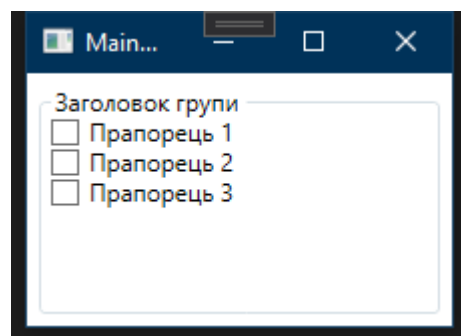 Main...
Заголовок групи
Прапорець 1
Прапорець 2
Прапорець 3